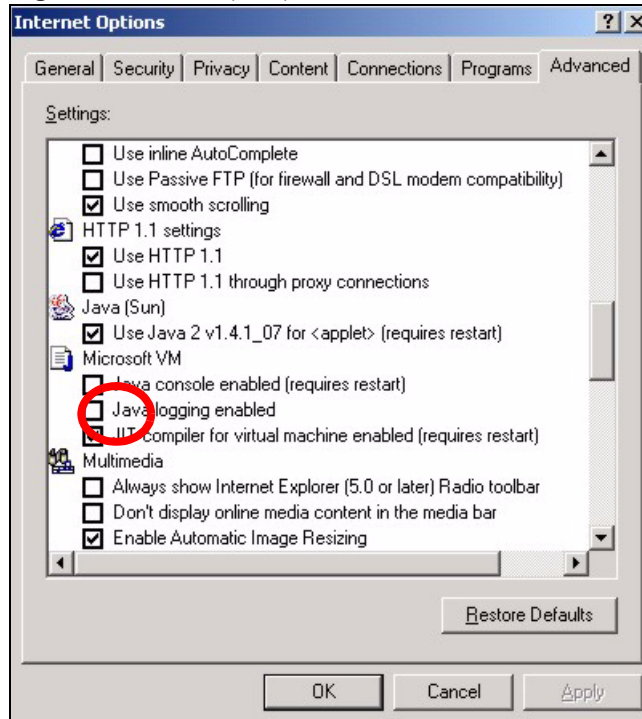 Internet Options
General Security Privacy Content Connections Programs Advanced
Settings:
Use inline AutoComplete
Use Passive FTP (for firewall and DSL modem compatibility)
Use smooth scrolling
HTTP 1.1 settings
Use HTTP 1.1
Use HTTP 1.1 through proxy connections
Java (Sun)
Use Java 2 v1.4.1_07 for <applet> (requires restart)
Microsoft VM
Java console enabled (requires restart)
Java logging enabled
JIT compiler for virtual machine enabled (requires restart)
Multimedia
Always show Internet Explorer (5.0 or later) Radio toolbar
Don't display online media content in the media bar
Enable Automatic Image Resizing
Restore Defaults
OK Cancel Apply